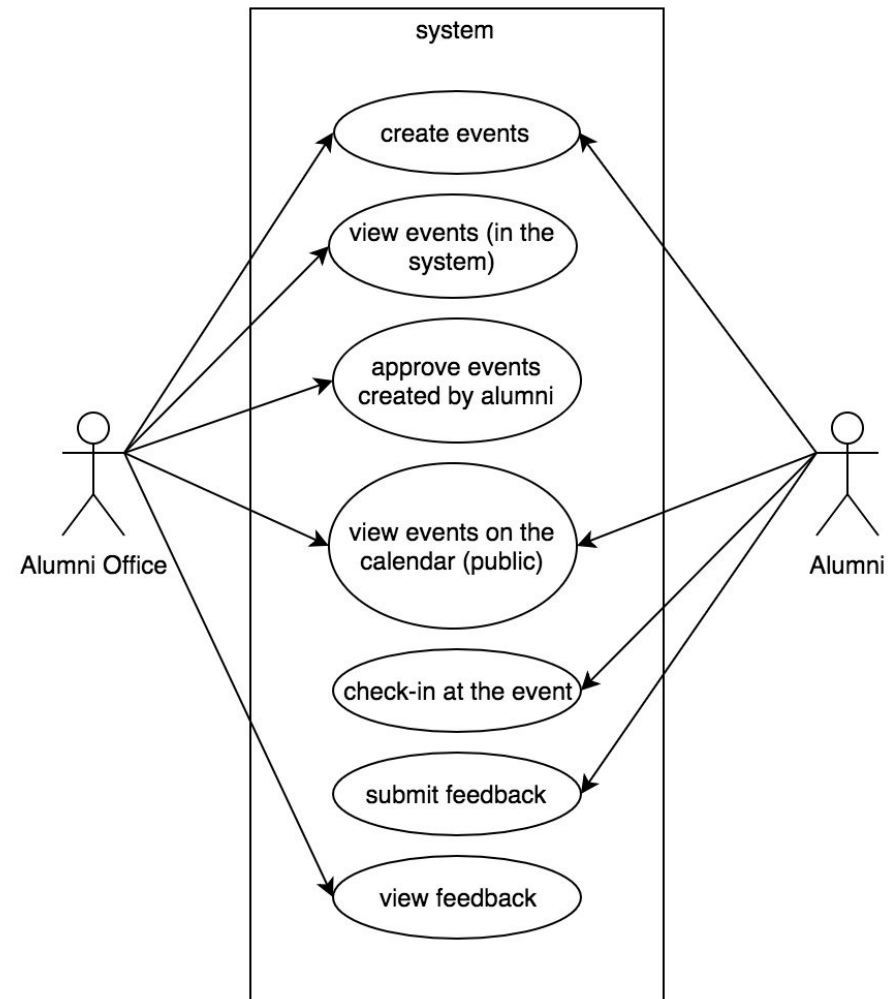 system
create events
view events (in the
system)
approve events
created by alumni
view events on the
calendar (public)
Alumni Office
Alumni
check-in at the event
submit feedback
view feedback